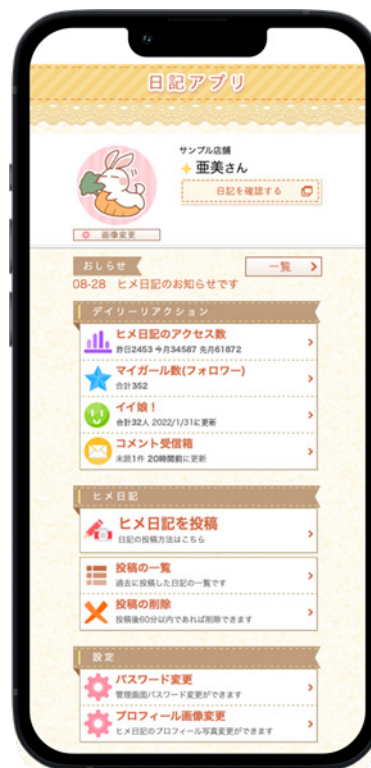 日記アプリ
サンプル店舗
亜美さん
日記を確認する
画像変更
おしらせ
一覧
08-28 ヒメ日記のお知らせです
デイリーリアクション
ヒメ日記のアクセス数
昨日2453 今月34587 先月61872
マイガール数(フォロワー)
合計352
イイ娘！
合計32人 2022/1/31に更新
コメント受信箱
未読1件 20時間前に更新
ヒメ日記
ヒメ日記を投稿
日記の投稿方法はこちら
投稿の一覧
過去に投稿した日記の一覧です
投稿の削除
投稿後60分以内であれば削除できます
設定
パスワード変更
管理画面パスワード変更ができます
プロフィール画像変更
ヒメ日記のプロフィール写真変更ができます